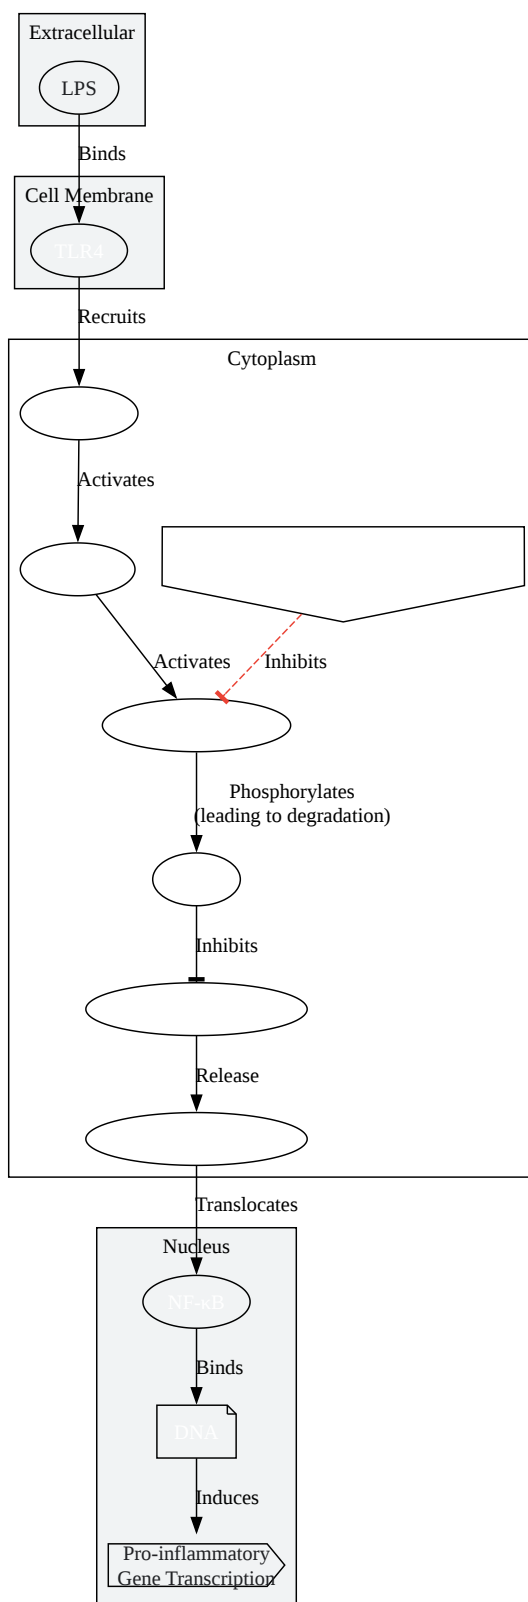 Extracellular
LPS
Binds
Cell Membrane
TLR4
Recruits
Cytoplasm
Activates
Activates
Inhibits
Phosphorylates
(leading to degradation)
Inhibits
Release
Translocates
Nucleus
NF-κB
Binds
DNA
Induces
Pro-inflammatory
Gene Transcription